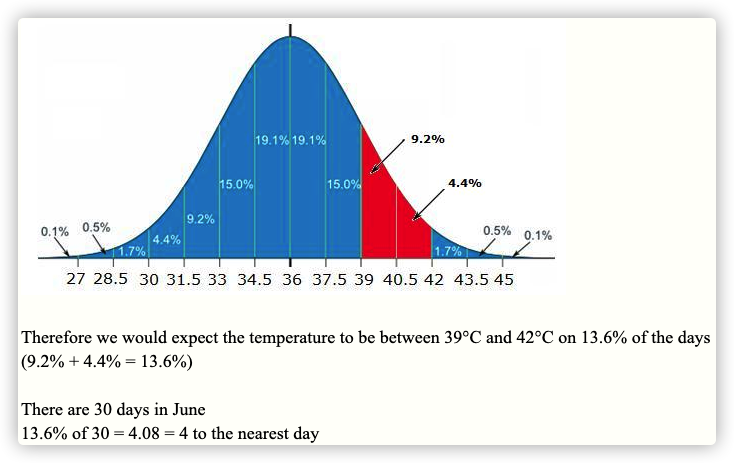 19.1% 19.1%
9.2%
15.0% 15.0%
4.4%
9.2%
0.1% 0.5%
4.4%
1.7%
0.5% 0.1%
1.7%
27 28.5 30 31.5 33 34.5 36 37.5 39 40.5 42 43.5 45
Therefore we would expect the temperature to be between 39°C and 42°C on 13.6% of the days
(9.2% + 4.4% = 13.6%)
There are 30 days in June
13.6% of 30 = 4.08 = 4 to the nearest day